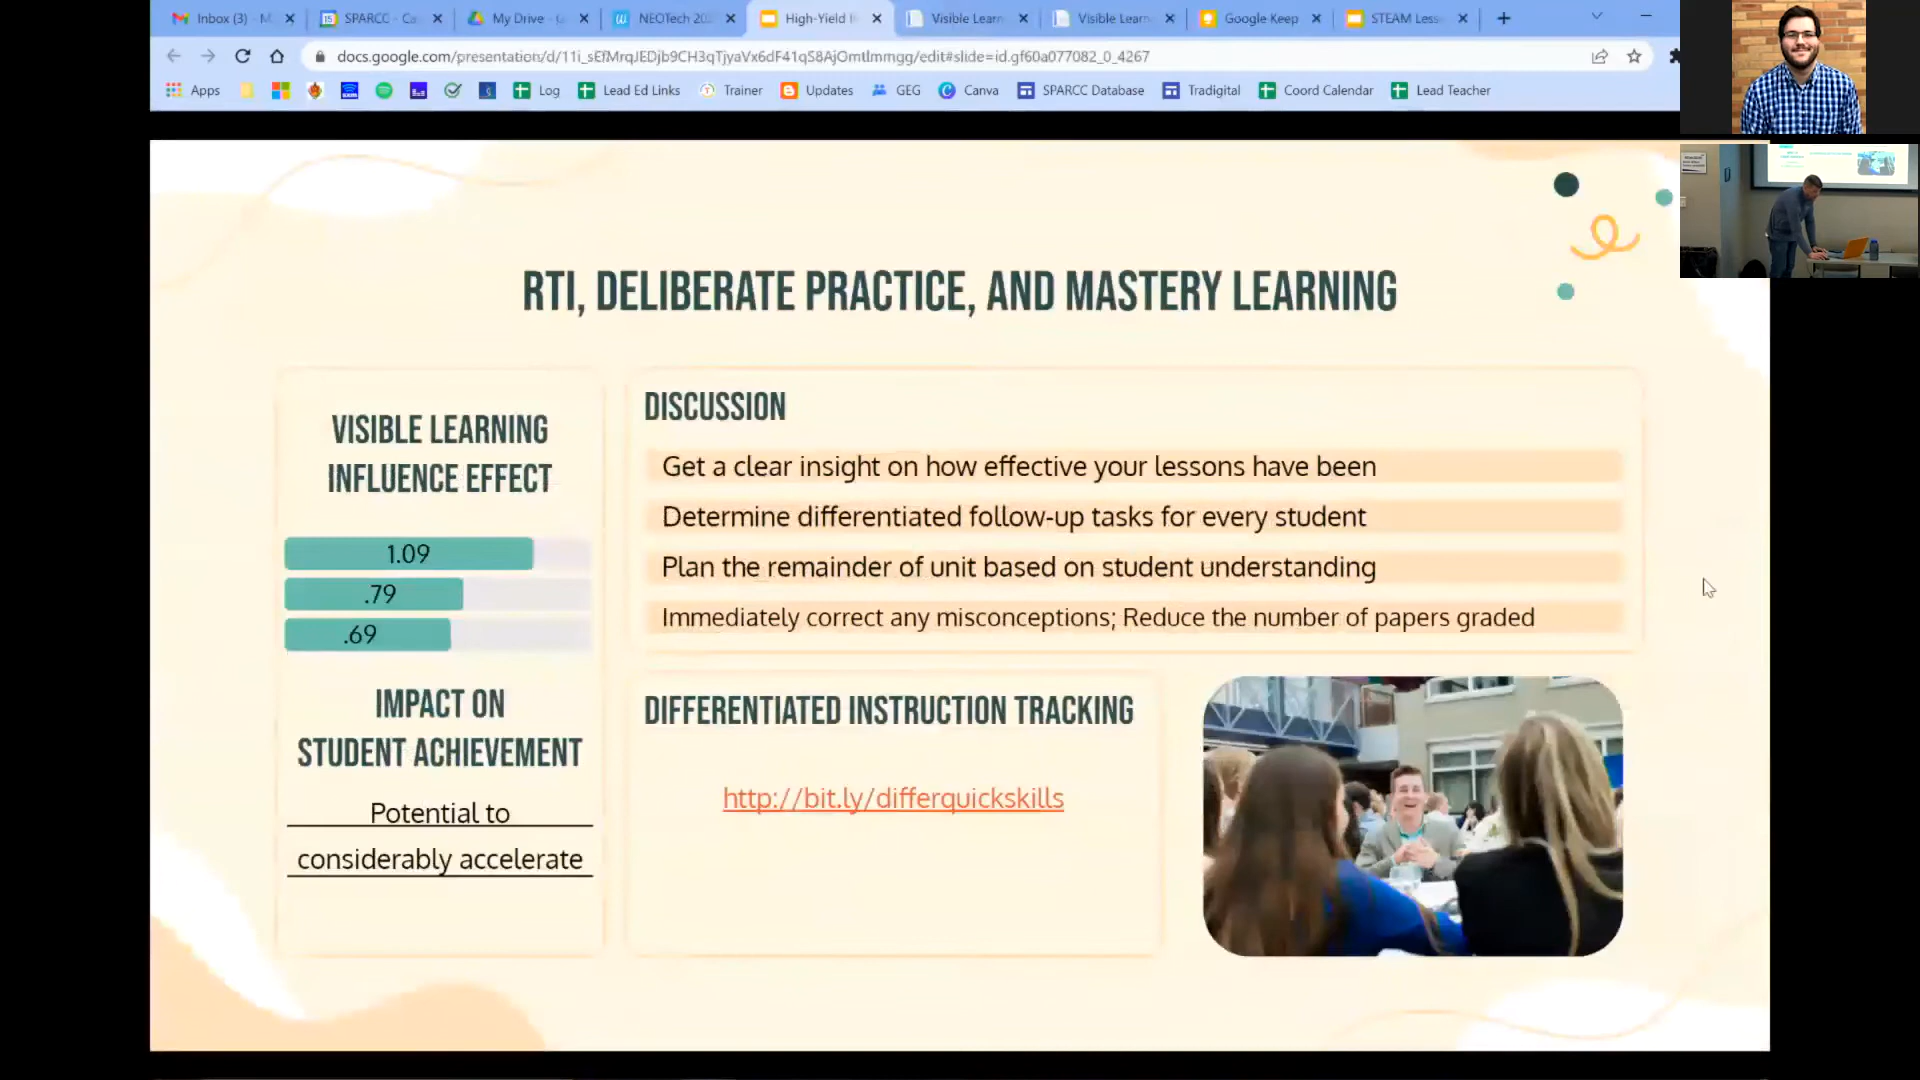 Inbox (3) - M
SPARCC - Ca
My Drive -
NEOTech 202
High-Yield I
Visible Learn
Visible Learn
Google Keep
STEAM Less
docs.google.com/presentation/d/11i_sEfMrqJEDjb9CH3qTjyaVx6dF41qS8AjOmtlmmgg/edit#slide=id.gf60a077082_0_4267
Apps
Log
Lead Ed Links
Trainer
Updates
GEG
Canva
SPARCC Database
Tradigital
Coord Calendar
Lead Teacher
RTI, DELIBERATE PRACTICE, AND MASTERY LEARNING
VISIBLE LEARNING
INFLUENCE EFFECT
1.09
.79
.69
IMPACT ON
STUDENT ACHIEVEMENT
Potential to
considerably accelerate
DISCUSSION
Get a clear insight on how effective your lessons have been
Determine differentiated follow-up tasks for every student
Plan the remainder of unit based on student understanding
Immediately correct any misconceptions; Reduce the number of papers graded
DIFFERENTIATED INSTRUCTION TRACKING
http://bit.ly/differquickskills